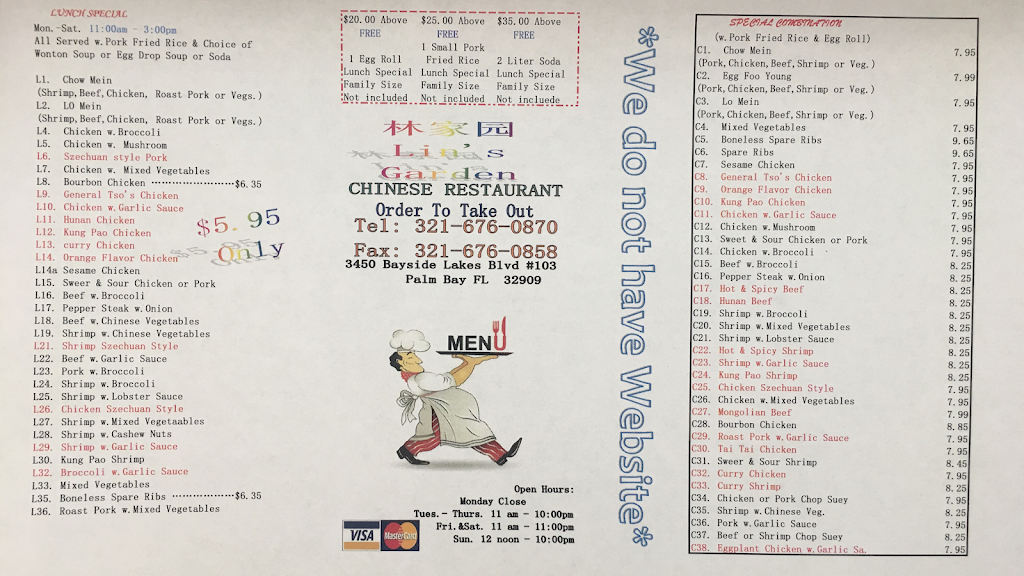 LUNCH SPECIAL
Mon.-Sat. 11:00am - 3:00pm
All Served w.Pork Fried Rice & Choice of
Wonton Soup or Egg Drop Soup or Soda
L1. Chow Mein
(Shrimp,Beef,Chicken, Roast Pork or Vegs.)
L2. LO Mein
(Shrimp,Beef,Chicken, Roast Pork or Vegs.)
L4. Chicken w.Broccoli
L5. Chicken w. Mushroom
L6. Szechuan style Pork
L7. Chicken w. Mixed Vegetables
L8. Bourbon Chicken ························$6.35
L9. General Tso's Chicken
L10. Chicken w.Garlic Sauce
L11. Hunan Chicken
L12. Kung Pao Chicken
L13. curry Chicken
L14. Orange Flavor Chicken
L14a Sesame Chicken
L15. Sweer & Sour Chicken or Pork
L16. Beef w.Broccoli
L17. Pepper Steak w.Onion
L18. Beef w.Chinese Vegetables
L19. Shrimp w.Chinese Vegetables
L21. Shrimp Szechuan Style
L22. Beef w.Garlic Sauce
L23. Pork w.Broccoli
L24. Shrimp w.Broccoli
L25. Shrimp w.Lobster Sauce
L26. Chicken Szechuan Style
L27. Shrimp w.Mixed Vegetaables
L28. Shrimp w.Cashew Nuts
L29. Shrimp w.Garlic Sauce
L30. Kung Pao Shrimp
L32. Broccoli w.Garlic Sauce
L33. Mixed Vegetables
L35. Boneless Spare Ribs ·················$6.35
L36. Roast Pork w.Mixed Vegetables
$5.95
Only
$20.00 Above $25.00 Above $35.00 Above
FREE FREE FREE
1 Small Pork
1 Egg Roll Fried Rice 2 Liter Soda
Lunch Special Lunch Special Lunch Special
Family Size Family Size Family Size
Not included Not included Not incluede
林家园
Lin's
Garden
CHINESE RESTAURANT
Order To Take Out
Tel: 321-676-0870
Fax: 321-676-0858
3450 Bayside Lakes Blvd #103
Palm Bay FL 32909
MENU
Open Hours:
Monday Close
Tues.- Thurs. 11 am - 10:00pm
Fri.&Sat. 11 am - 11:00pm
Sun. 12 noon - 10:00pm
VISA MasterCard
*We do not have Website*
SPECIAL COMBINATION
(w.Pork Fried Rice & Egg Roll)
C1. Chow Mein 7.95
(Pork,Chicken,Beef,Shrimp or Veg.)
C2. Egg Foo Young 7.99
(Pork,Chicken,Beef,Shrimp or Veg.)
C3. Lo Mein 7.95
(Pork,Chicken,Beef,Shrimp or Veg.)
C4. Mixed Vegetables 7.95
C5. Boneless Spare Ribs 9.65
C6. Spare Ribs 9.65
C7. Sesame Chicken 7.95
C8. General Tso's Chicken 7.95
C9. Orange Flavor Chicken 7.95
C10. Kung Pao Chicken 7.95
C11. Chicken w.Garlic Sauce 7.95
C12. Chicken w.Mushroom 7.95
C13. Sweet & Sour Chicken or Pork 7.95
C14. Chicken w.Broccoli 7.95
C15. Beef w.Broccoli 8.25
C16. Pepper Steak w.Onion 8.25
C17. Hot & Spicy Beef 8.25
C18. Hunan Beef 8.25
C19. Shrimp w.Broccoli 8.25
C20. Shrimp w.Mixed Vegetables 8.25
C21. Shrimp w.Lobster Sauce 8.25
C22. Hot & Spicy Shrimp 8.25
C23. Shrimp w.Garlic Sauce 8.25
C24. Kung Pao Shrimp 8.25
C25. Chicken Szechuan Style 7.95
C26. Chicken w.Mixed Vegetables 7.95
C27. Mongolian Beef 7.99
C28. Bourbon Chicken 8.85
C29. Roast Pork w.Garlic Sauce 7.95
C30. Tai Tai Chicken 7.95
C31. Sweer & Sour Shrimp 8.45
C32. Curry Chicken 7.95
C33. Curry Shrimp 8.25
C34. Chicken or Pork Chop Suey 7.95
C35. Shrimp w.Chinese Veg. 8.25
C36. Pork w.Garlic Sauce 7.95
C37. Beef or Shrimp Chop Suey 8.25
C38. Eggplant Chicken w.Garlic Sa. 7.95